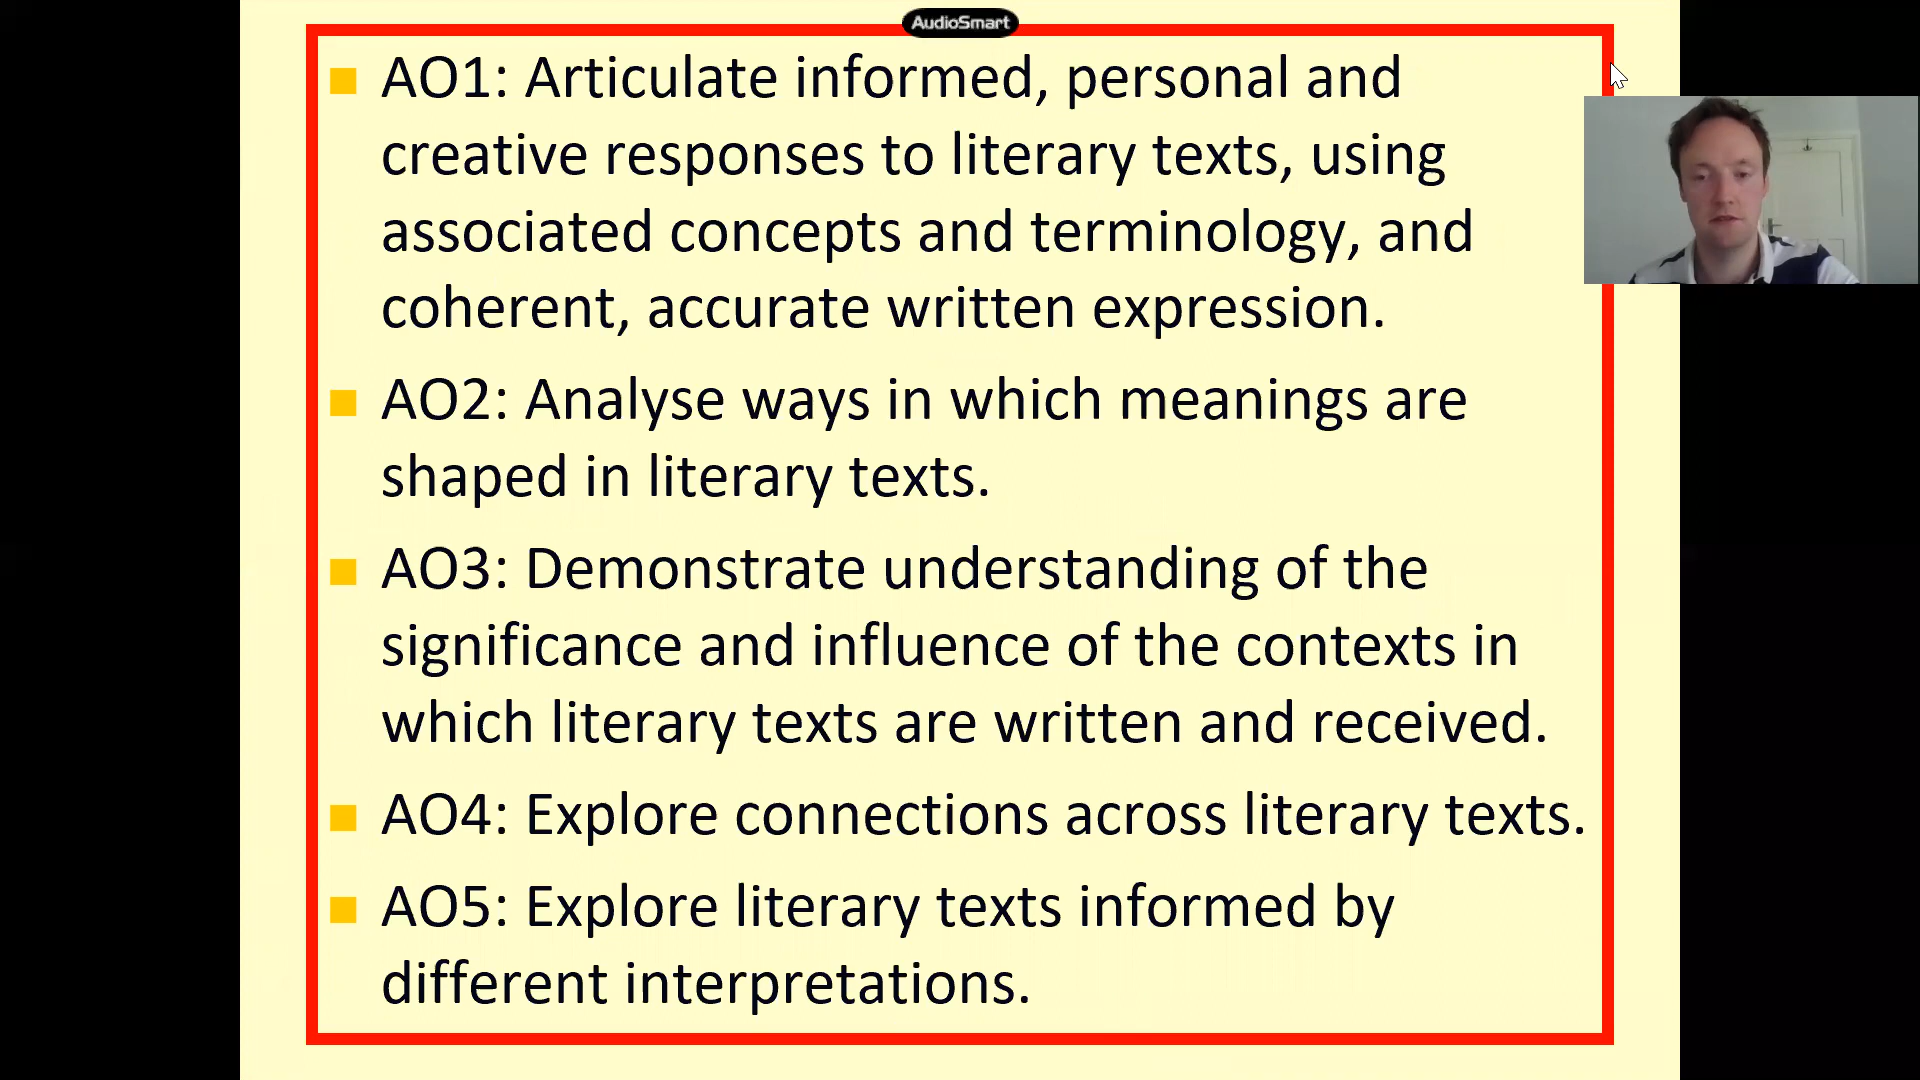 AudioSmart
AO1: Articulate informed, personal and
creative responses to literary texts, using
associated concepts and terminology, and
coherent, accurate written expression.
AO2: Analyse ways in which meanings are
shaped in literary texts.
AO3: Demonstrate understanding of the
significance and influence of the contexts in
which literary texts are written and received.
AO4: Explore connections across literary texts.
AO5: Explore literary texts informed by
different interpretations.